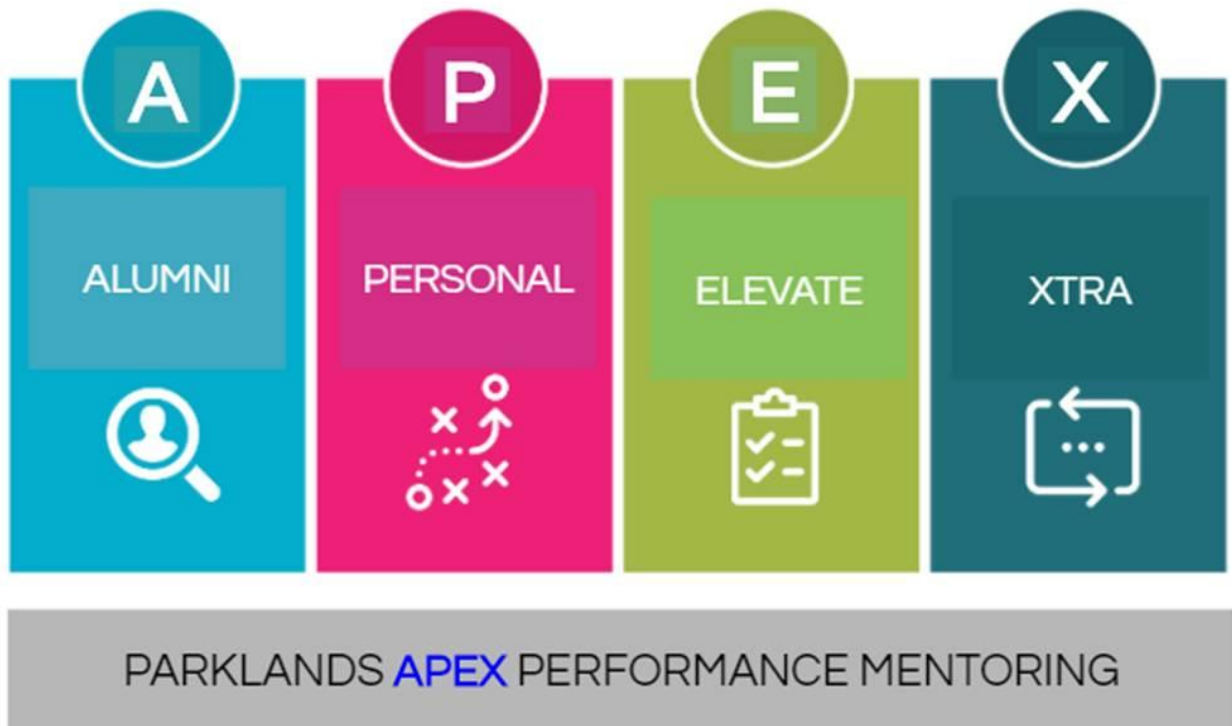 A
P
E
X
ALUMNI
PERSONAL
ELEVATE
XTRA
PARKLANDS APEX PERFORMANCE MENTORING